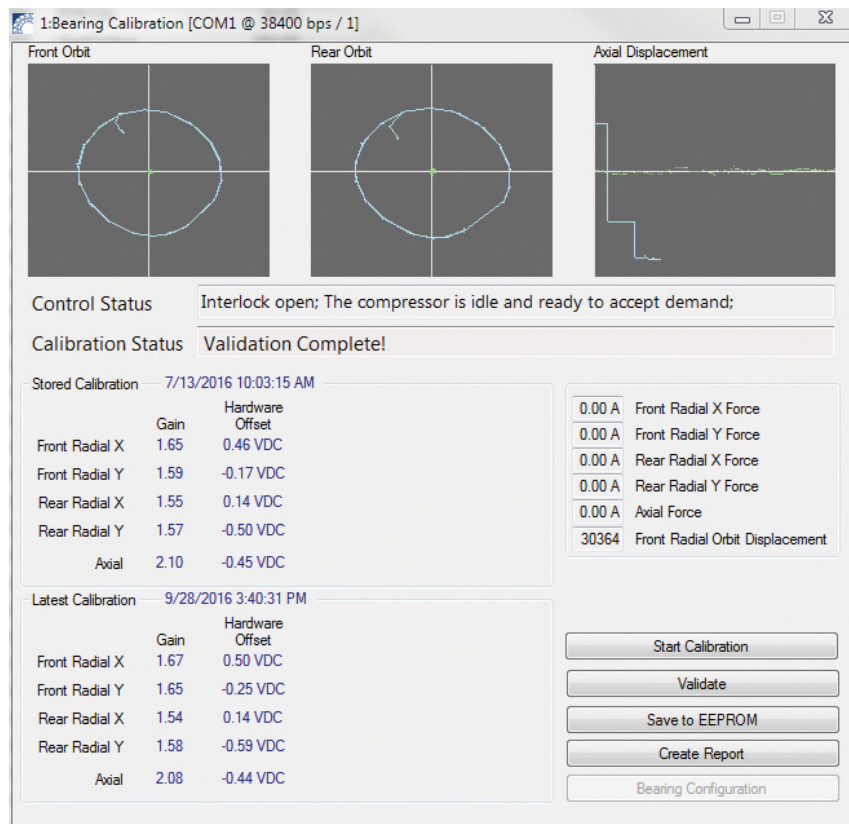 1:Bearing Calibration [COM1 @ 38400 bps / 1]
Front Orbit
Rear Orbit
Axial Displacement
Control Status Interlock open; The compressor is idle and ready to accept demand;
Calibration Status Validation Complete!
Stored Calibration 7/13/2016 10:03:15 AM
Gain Hardware Offset
Front Radial X 1.65 0.46 VDC
Front Radial Y 1.59 -0.17 VDC
Rear Radial X 1.55 0.14 VDC
Rear Radial Y 1.57 -0.50 VDC
Axial 2.10 -0.45 VDC
0.00 A Front Radial X Force
0.00 A Front Radial Y Force
0.00 A Rear Radial X Force
0.00 A Rear Radial Y Force
0.00 A Axial Force
30364 Front Radial Orbit Displacement
Latest Calibration 9/28/2016 3:40:31 PM
Gain Hardware Offset
Front Radial X 1.67 0.50 VDC
Front Radial Y 1.65 -0.25 VDC
Rear Radial X 1.54 0.14 VDC
Rear Radial Y 1.58 -0.59 VDC
Axial 2.08 -0.44 VDC
Start Calibration
Validate
Save to EEPROM
Create Report
Bearing Configuration